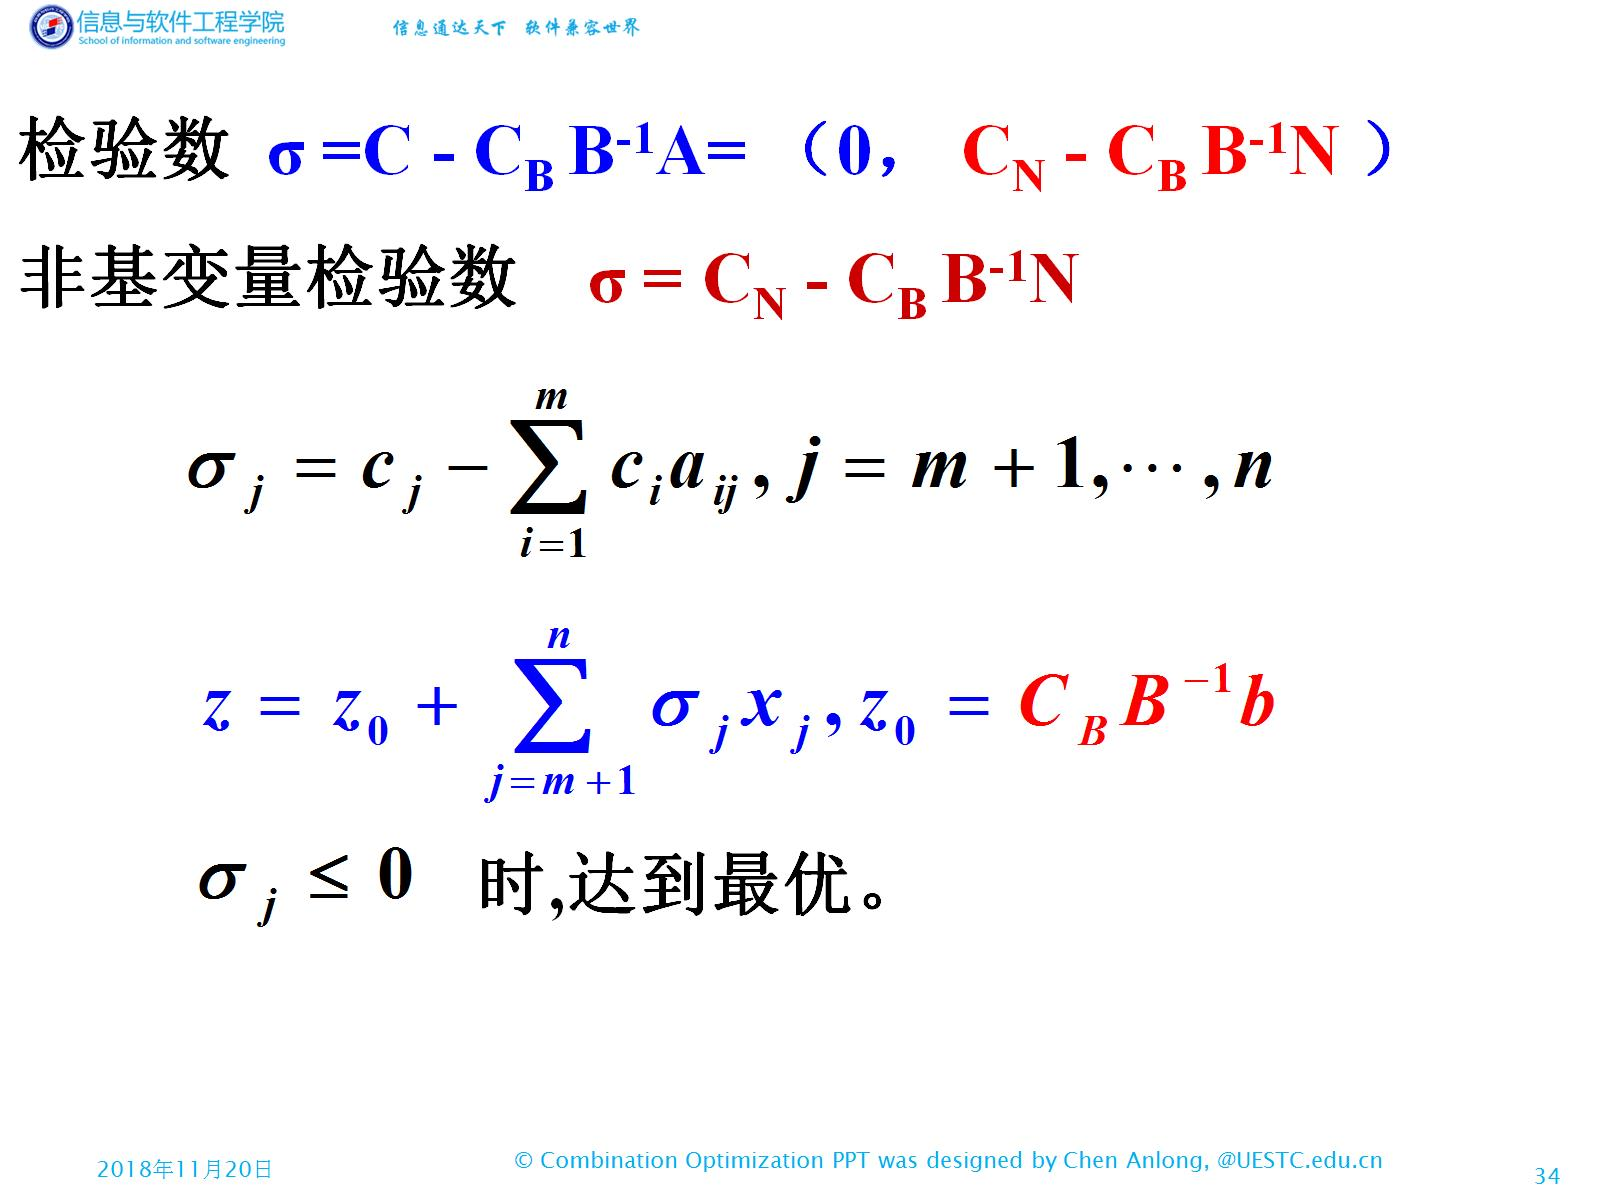 信息与软件工程学院
School of information and software engineering
信息通达天下 软件兼容世界
检验数 σ =C - C_B B^-1A= （0， C_N - C_B B^-1N ）
非基变量检验数 σ = C_N - C_B B^-1N
σ_j = c_j − ∑_{i=1}^{m} c_i a_ij , j = m + 1, ⋯ , n
z = z_0 + ∑_{j=m+1}^{n} σ_j x_j , z_0 = C_B B^−1 b
σ_j ≤ 0 时,达到最优。
2018年11月20日
© Combination Optimization PPT was designed by Chen Anlong, @UESTC.edu.cn
34